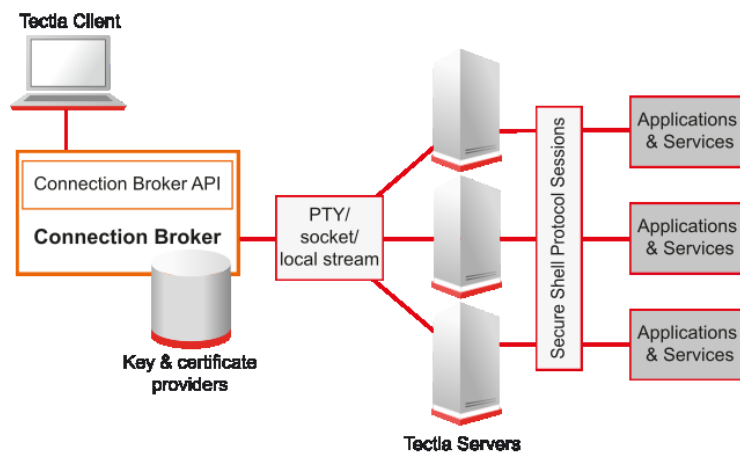 Tectia Client
Connection Broker API
Connection Broker
Key & certificate
providers
PTY/
socket/
local stream
Tectia Servers
Secure Shell Protocol Sessions
Applications
& Services
Applications
& Services
Applications
& Services